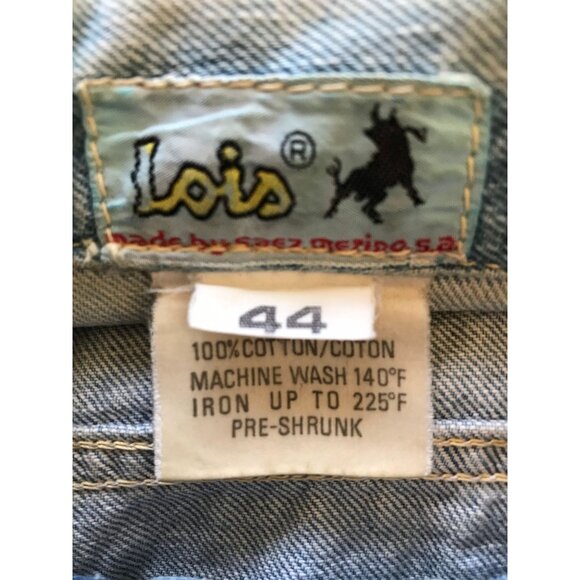 Lois ®
made by Saez merino s.a.
44
100% COTTON/COTON
MACHINE WASH 140°F
IRON UP TO 225°F
PRE-SHRUNK